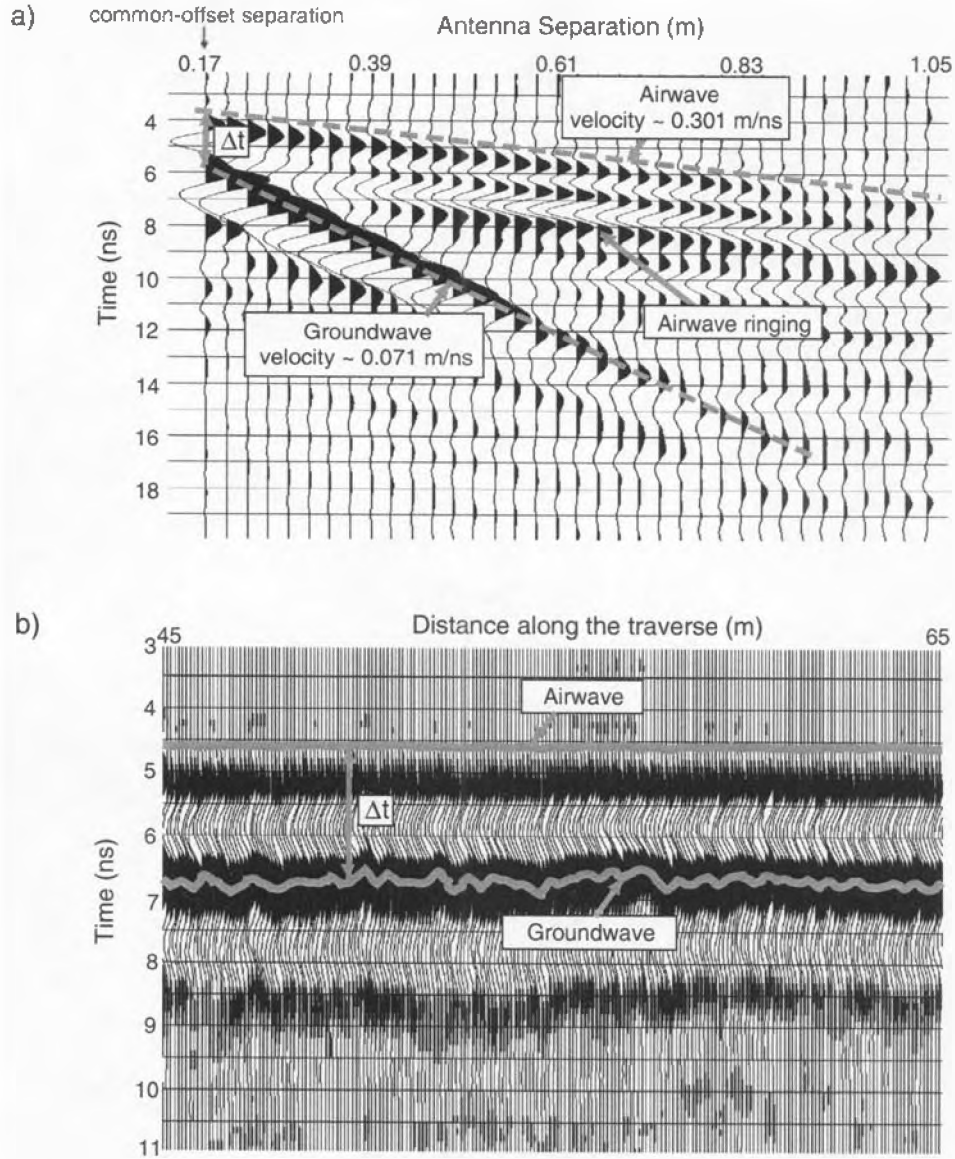 a)
common-offset separation
Antenna Separation (m)
0.17 0.39 0.61 0.83 1.05
Airwave
velocity ~ 0.301 m/ns
Δt
Time (ns)
4
6
8
10
12
14
16
18
Groundwave
velocity ~ 0.071 m/ns
Airwave ringing
b)
Distance along the traverse (m)
45 65
Time (ns)
3
4
5
6
7
8
9
10
11
Airwave
Δt
Groundwave